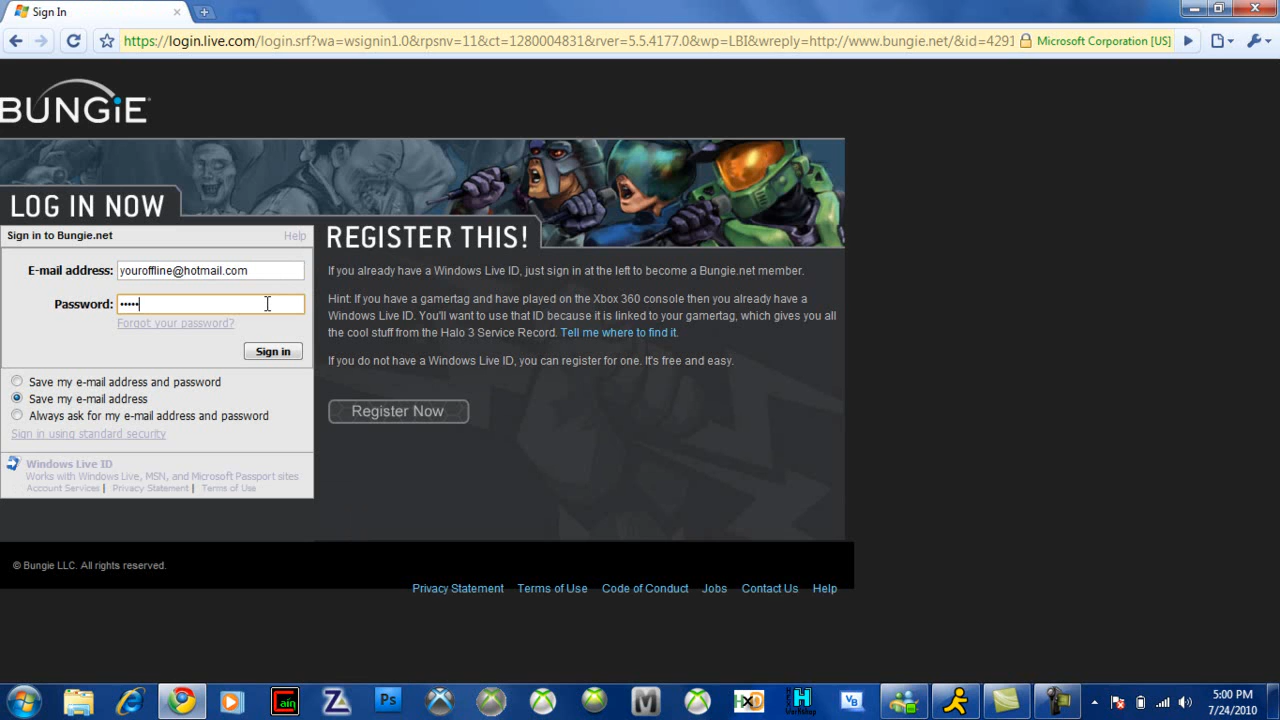 Sign In
https://login.live.com/login.srf?wa=wsignin1.0&rpsnv=11&ct=1280004831&rver=5.5.4177.0&wp=LBI&wreply=http://www.bungie.net/&id=4291 Microsoft Corporation [US]
BUNGiE
LOG IN NOW
Sign in to Bungie.net Help
E-mail address: youroffline@hotmail.com
Password: •••••
Forgot your password?
Sign in
Save my e-mail address and password
Save my e-mail address
Always ask for my e-mail address and password
Sign in using standard security
Windows Live ID
Works with Windows Live, MSN, and Microsoft Passport sites
Account Services | Privacy Statement | Terms of Use
REGISTER THIS!
If you already have a Windows Live ID, just sign in at the left to become a Bungie.net member.
Hint: If you have a gamertag and have played on the Xbox 360 console then you already have a
Windows Live ID. You'll want to use that ID because it is linked to your gamertag, which gives you all
the cool stuff from the Halo 3 Service Record. Tell me where to find it.
If you do not have a Windows Live ID, you can register for one. It's free and easy.
Register Now
© Bungie LLC. All rights reserved.
Privacy Statement Terms of Use Code of Conduct Jobs Contact Us Help
Cain
Z
Ps
M
HxD
H
Workshop
VB
5:00 PM
7/24/2010